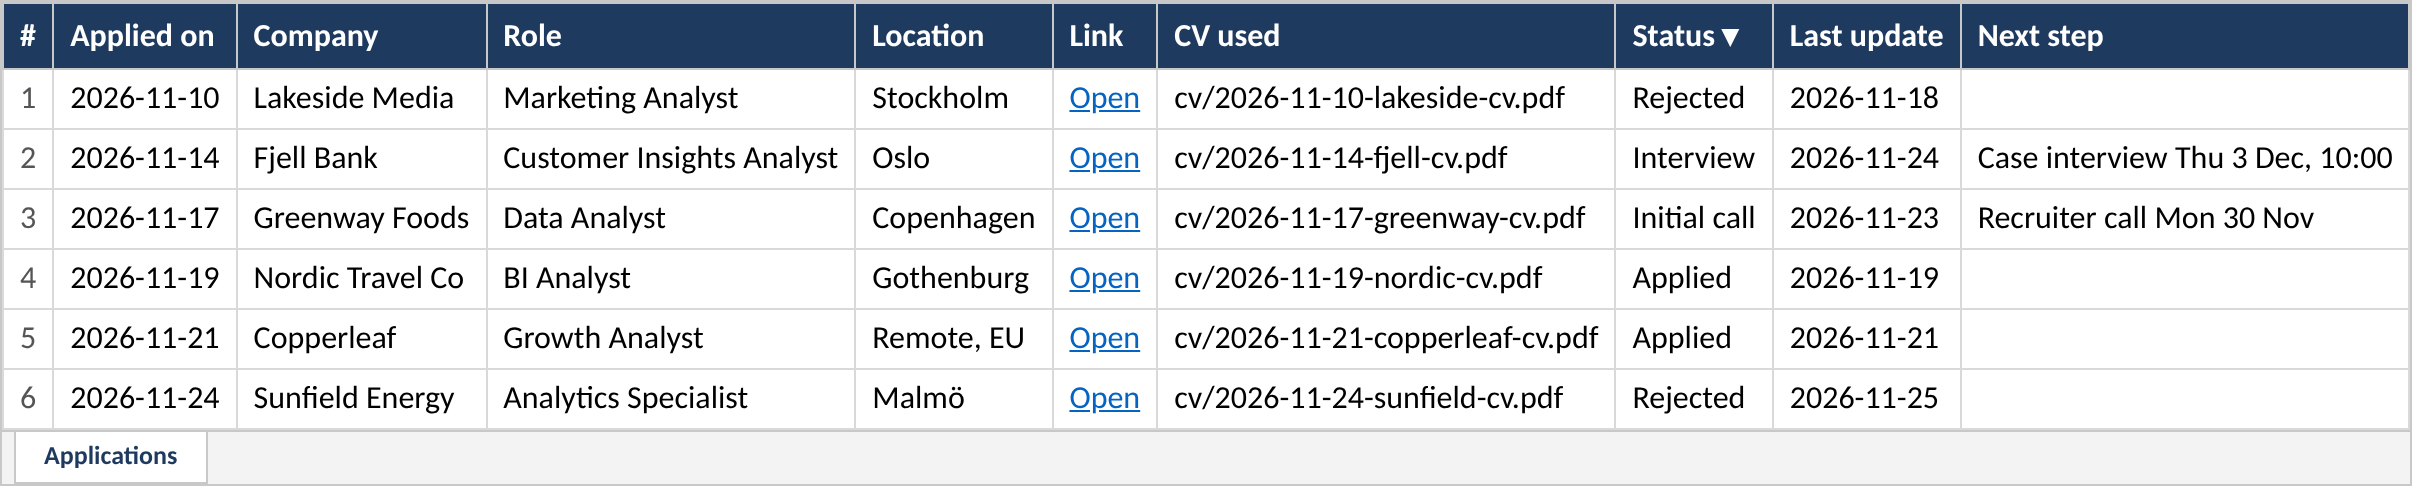 # Applied on Company Role Location Link CV used Status ▼ Last update Next step
1 2026-11-10 Lakeside Media Marketing Analyst Stockholm Open cv/2026-11-10-lakeside-cv.pdf Rejected 2026-11-18
2 2026-11-14 Fjell Bank Customer Insights Analyst Oslo Open cv/2026-11-14-fjell-cv.pdf Interview 2026-11-24 Case interview Thu 3 Dec, 10:00
3 2026-11-17 Greenway Foods Data Analyst Copenhagen Open cv/2026-11-17-greenway-cv.pdf Initial call 2026-11-23 Recruiter call Mon 30 Nov
4 2026-11-19 Nordic Travel Co BI Analyst Gothenburg Open cv/2026-11-19-nordic-cv.pdf Applied 2026-11-19
5 2026-11-21 Copperleaf Growth Analyst Remote, EU Open cv/2026-11-21-copperleaf-cv.pdf Applied 2026-11-21
6 2026-11-24 Sunfield Energy Analytics Specialist Malmö Open cv/2026-11-24-sunfield-cv.pdf Rejected 2026-11-25
Applications